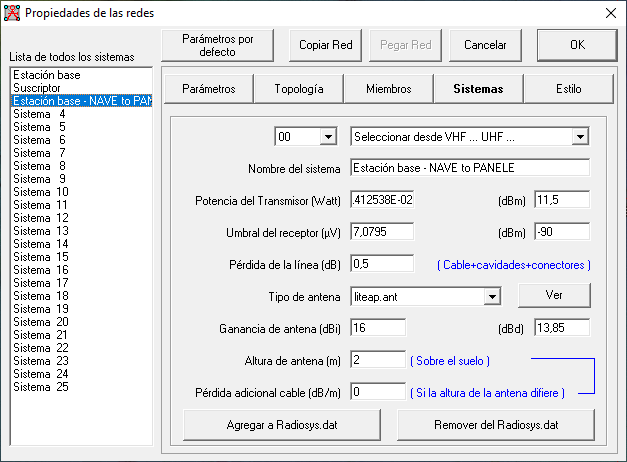 Propiedades de las redes
Lista de todos los sistemas
Parámetros por defecto
Copiar Red
Pegar Red
Cancelar
OK
Estación base
Suscriptor
Estación base - NAVE to PAN
Sistema 4
Sistema 5
Sistema 6
Sistema 7
Sistema 8
Sistema 9
Sistema 10
Sistema 11
Sistema 12
Sistema 13
Sistema 14
Sistema 15
Sistema 16
Sistema 17
Sistema 18
Sistema 19
Sistema 20
Sistema 21
Sistema 22
Sistema 23
Sistema 24
Sistema 25
Parámetros
Topología
Miembros
Sistemas
Estilo
00
Seleccionar desde VHF ... UHF ...
Nombre del sistema
Estación base - NAVE to PANELE
Potencia del Transmisor (Watt)
.412538E-02
(dBm)
11,5
Umbral del receptor (µV)
7,0795
(dBm)
-90
Pérdida de la línea (dB)
0,5
( Cable+cavidades+conectores )
Tipo de antena
liteap.ant
Ver
Ganancia de antena (dBi)
16
(dBd)
13,85
Altura de antena (m)
2
( Sobre el suelo )
Pérdida adicional cable (dB/m)
0
( Si la altura de la antena difiere )
Agregar a Radiosys.dat
Remover del Radiosys.dat